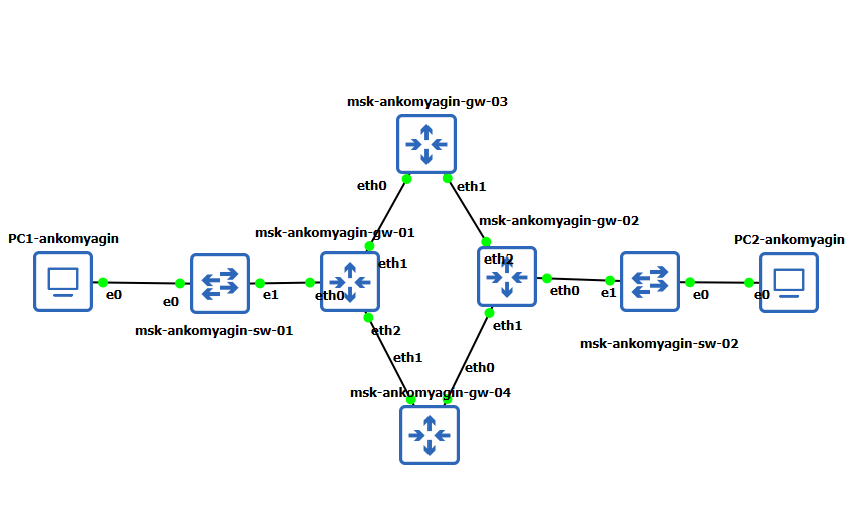 msk-ankomyagin-gw-03
eth0
eth1
msk-ankomyagin-gw-02
msk-ankomyagin-gw-01
PC1-ankomyagin
PC2-ankomyagin
eth2
eth1
e0
e0
e1
eth0
eth0
e1
e0
e0
eth2
eth1
msk-ankomyagin-sw-01
msk-ankomyagin-sw-02
eth1
eth0
msk-ankomyagin-gw-04